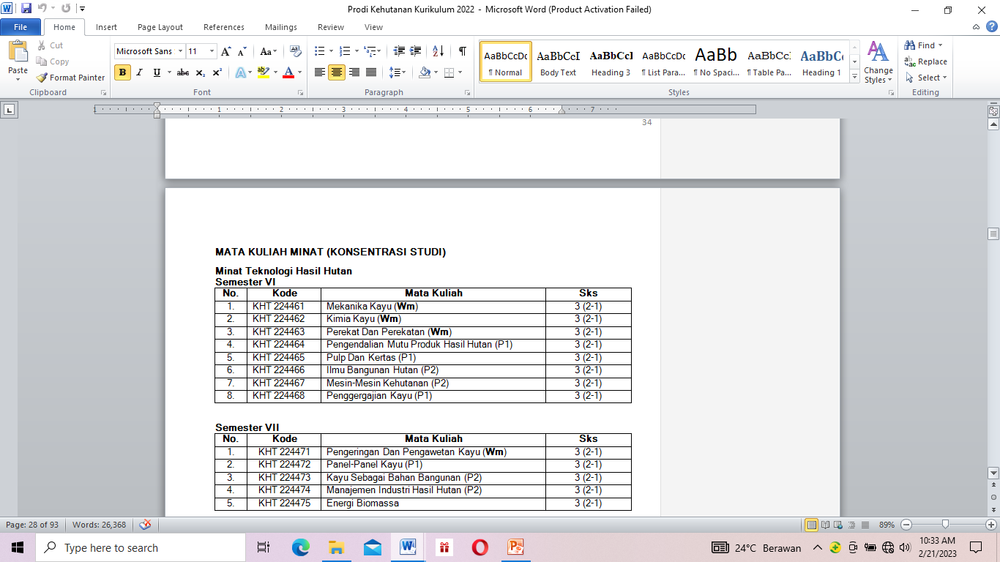 Prodi Kehutanan Kurikulum 2022 - Microsoft Word (Product Activation Failed)
File Home Insert Page Layout References Mailings Review View
Paste
Cut
Copy
Format Painter
Clipboard
Microsoft Sans 11
Font
Paragraph
AaBbCcDc AaBbCcI AaBbCcI AaBbCcDc AaBb AaBbCc: AaBbCc
¶ Normal Body Text Heading 3 ¶ List Para... ¶ No Spaci... ¶ Table Pa... Heading 1
Change Styles
Styles
Find
Replace
Select
Editing
1 1 2 3 4 5 6 7
34
MATA KULIAH MINAT (KONSENTRASI STUDI)
Minat Teknologi Hasil Hutan
Semester VI
No. Kode Mata Kuliah Sks
1. KHT 224461 Mekanika Kayu (Wm) 3 (2-1)
2. KHT 224462 Kimia Kayu (Wm) 3 (2-1)
3. KHT 224463 Perekat Dan Perekatan (Wm) 3 (2-1)
4. KHT 224464 Pengendalian Mutu Produk Hasil Hutan (P1) 3 (2-1)
5. KHT 224465 Pulp Dan Kertas (P1) 3 (2-1)
6. KHT 224466 Ilmu Bangunan Hutan (P2) 3 (2-1)
7. KHT 224467 Mesin-Mesin Kehutanan (P2) 3 (2-1)
8. KHT 224468 Penggergajian Kayu (P1) 3 (2-1)
Semester VII
No. Kode Mata Kuliah Sks
1. KHT 224471 Pengeringan Dan Pengawetan Kayu (Wm) 3 (2-1)
2. KHT 224472 Panel-Panel Kayu (P1) 3 (2-1)
3. KHT 224473 Kayu Sebagai Bahan Bangunan (P2) 3 (2-1)
4. KHT 224474 Manajemen Industri Hasil Hutan (P2) 3 (2-1)
5. KHT 224475 Energi Biomassa 3 (2-1)
Page: 28 of 93 Words: 26,368 89%
Type here to search
24°C Berawan
10:33 AM
2/21/2023